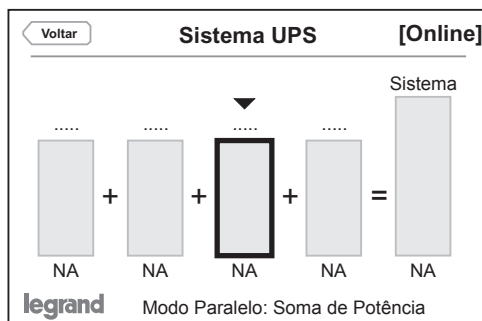 Voltar Sistema UPS [Online]
Sistema
..... ..... ..... .....
+ + + =
NA NA NA NA NA
legrand Modo Paralelo: Soma de Potência